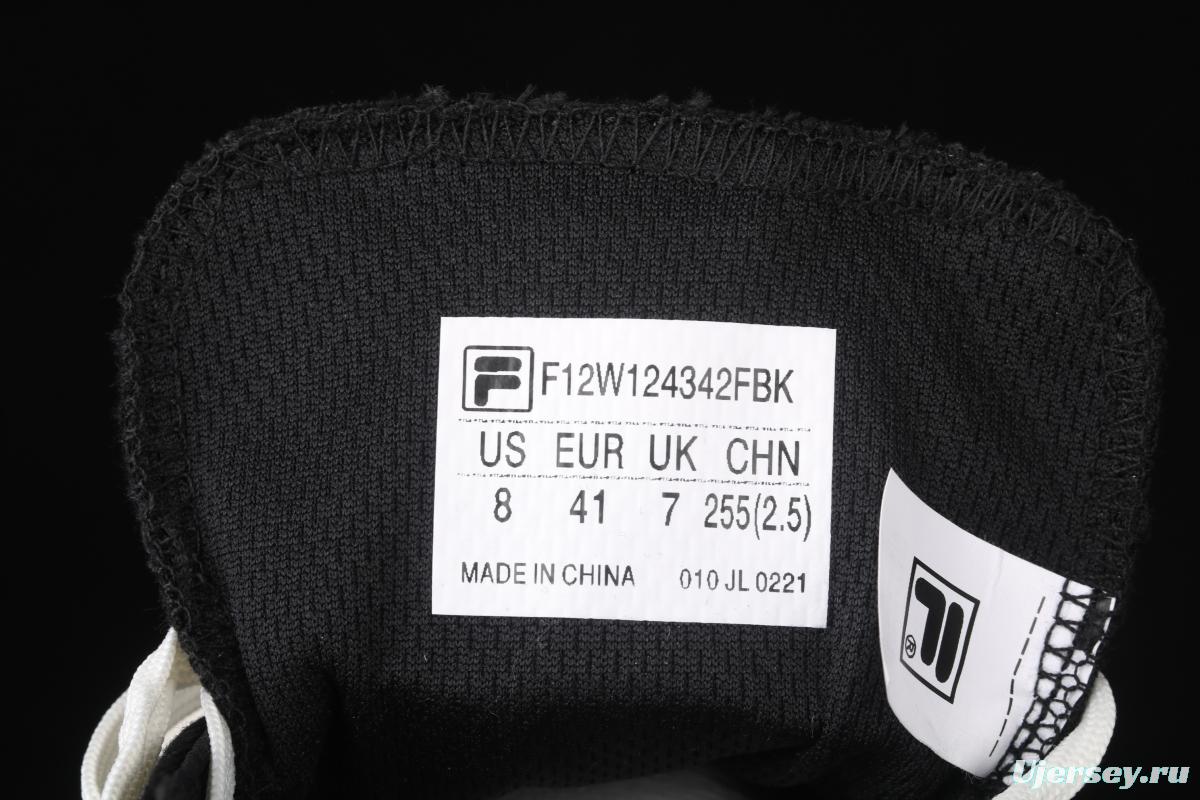 F F12W124342FBK
US EUR UK CHN
8 41 7 255(2.5)
MADE IN CHINA 010 JL 0221
®
Ujersey.ru